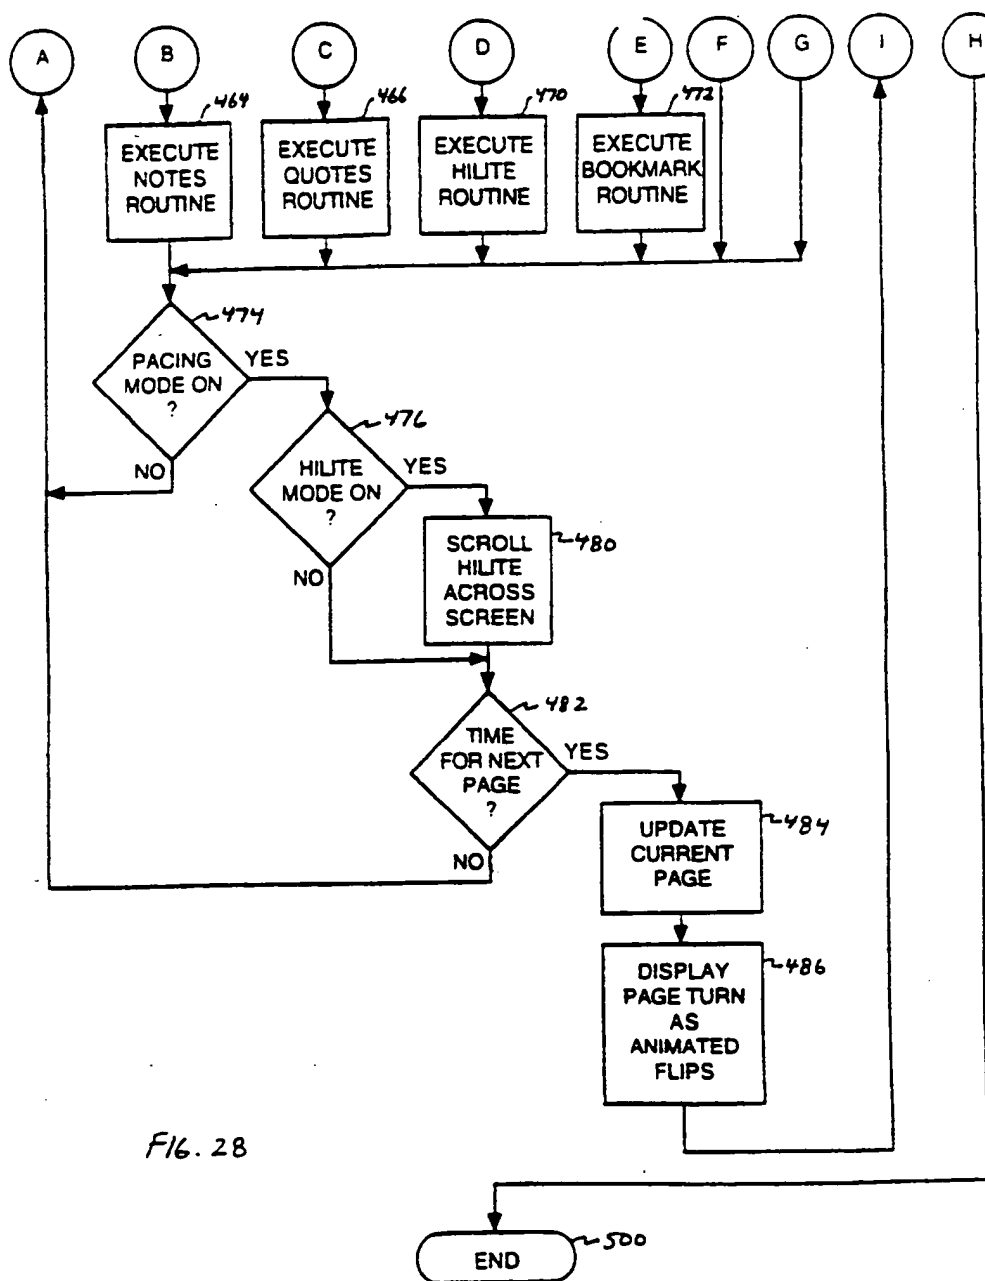 A B C D E F G I H
464 466 470 472
EXECUTE
NOTES
ROUTINE
EXECUTE
QUOTES
ROUTINE
EXECUTE
HILITE
ROUTINE
EXECUTE
BOOKMARK
ROUTINE
474
PACING
MODE ON
?
YES
NO
476
HILITE
MODE ON
?
YES
NO
480
SCROLL
HILITE
ACROSS
SCREEN
482
TIME
FOR NEXT
PAGE
?
YES
NO
484
UPDATE
CURRENT
PAGE
486
DISPLAY
PAGE TURN
AS
ANIMATED
FLIPS
FIG. 28
500
END